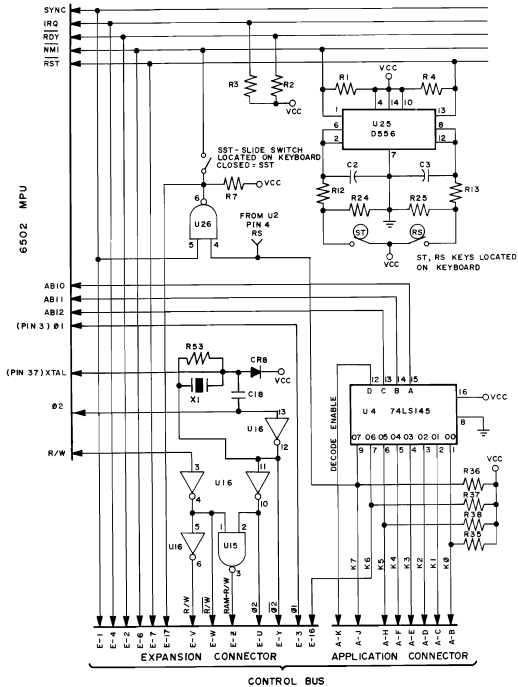 SYNC
IRQ
RDY
NMI
RST
6502 MPU
R3
R2
VCC
VCC
R1
R4
4 14 10
1
13
6
U25
D556
8
2
12
7
C2
C3
R12
R13
R24
R25
ST
RS
VCC
ST, RS KEYS LOCATED
ON KEYBOARD
SST-SLIDE SWITCH
LOCATED ON KEYBOARD
CLOSED = SST
R7
VCC
6
U26
5
4
FROM U2
PIN 4
RS
AB10
AB11
AB12
(PIN 3) Ø1
(PIN 37) XTAL
Ø2
R/W
R53
X1
CR8
VCC
C18
13
U16
12
3
4
U16
11
10
5
U16
6
1
2
U15
3
DECODE ENABLE
12 13 14 15
D C B A
16
VCC
U4 74LS145
8
07 06 05 04 03 02 01 00
9 7 6 5 4 3 2 1
VCC
R36
R37
R38
R35
R/W
R/W
RAM-R/W
Ø2
Ø2
Ø1
K7
K6
K5
K4
K3
K2
K1
KØ
E-1
E-4
E-2
E-6
E-7
E-17
E-V
E-W
E-Z
E-U
E-Y
E-3
E-16
A-K
A-J
A-H
A-F
A-E
A-D
A-C
A-B
EXPANSION CONNECTOR
APPLICATION CONNECTOR
CONTROL BUS